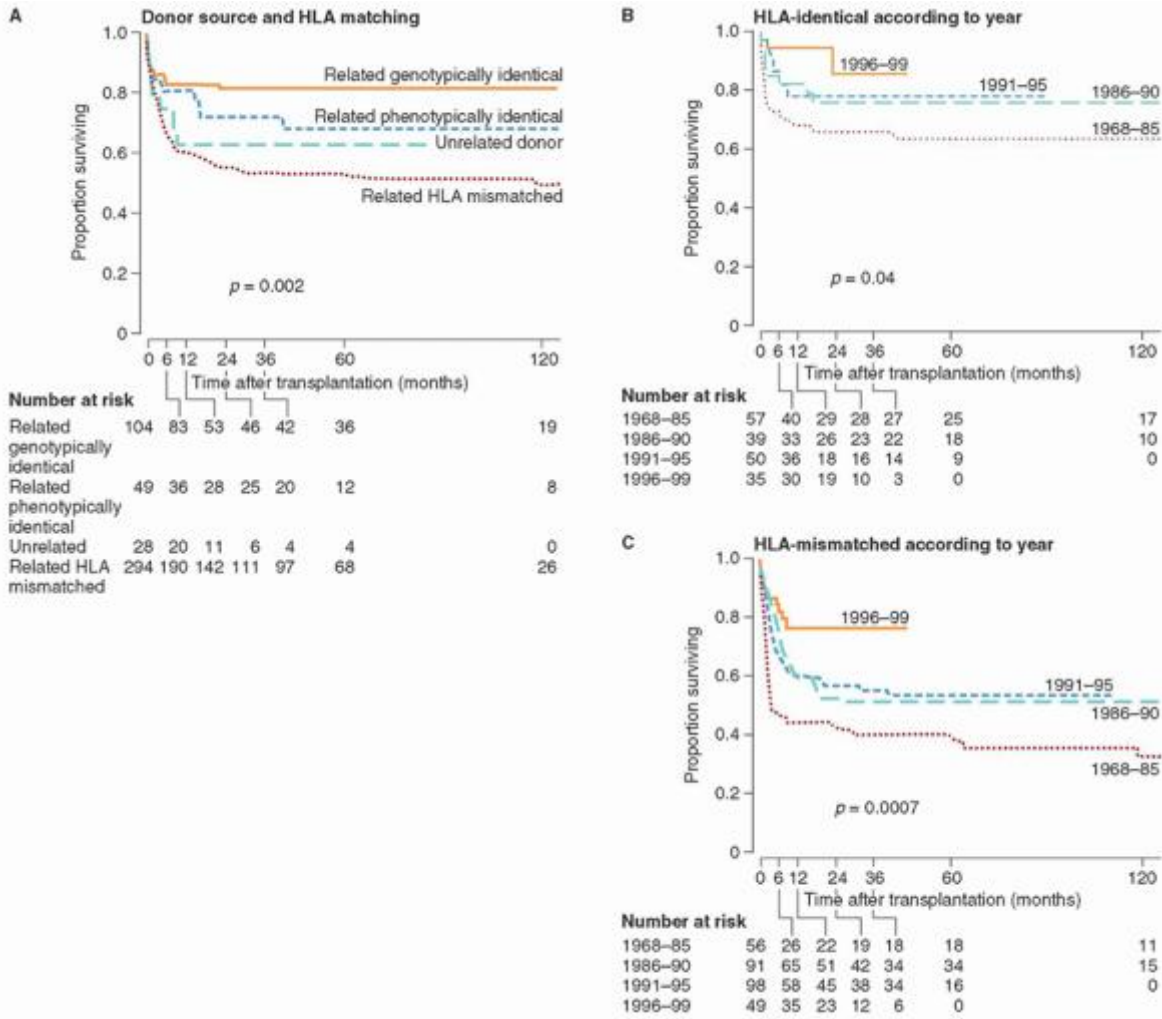 A Donor source and HLA matching
1.0
0.8
0.6
0.4
0.2
0
Proportion surviving
Related genotypically identical
Related phenotypically identical
Unrelated donor
Related HLA mismatched
p = 0.002
0 6 12 24 36 60 120
Time after transplantation (months)
Number at risk
Related 104 83 53 46 42 36 19
genotypically
identical
Related 49 36 28 25 20 12 8
phenotypically
identical
Unrelated 28 20 11 6 4 4 0
Related HLA 294 190 142 111 97 68 26
mismatched
B HLA-identical according to year
1.0
0.8
0.6
0.4
0.2
0
Proportion surviving
1996–99
1991–95
1986–90
1968–85
p = 0.04
0 6 12 24 36 60 120
Time after transplantation (months)
Number at risk
1968–85 57 40 29 28 27 25 17
1986–90 39 33 26 23 22 18 10
1991–95 50 36 18 16 14 9 0
1996–99 35 30 19 10 3 0
C HLA-mismatched according to year
1.0
0.8
0.6
0.4
0.2
0
Proportion surviving
1996–99
1991–95
1986–90
1968–85
p = 0.0007
0 6 12 24 36 60 120
Time after transplantation (months)
Number at risk
1968–85 56 26 22 19 18 18 11
1986–90 91 65 51 42 34 34 15
1991–95 98 58 45 38 34 16 0
1996–99 49 35 23 12 6 0